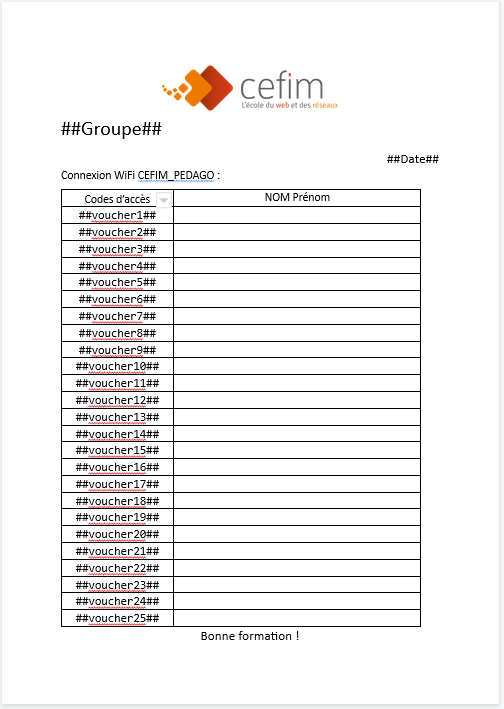 cefim
L'école du web et des réseaux
##Groupe##
##Date##
Connexion WiFi CEFIM_PEDAGO :
Codes d'accès NOM Prénom
##voucher1##
##voucher2##
##voucher3##
##voucher4##
##voucher5##
##voucher6##
##voucher7##
##voucher8##
##voucher9##
##voucher10##
##voucher11##
##voucher12##
##voucher13##
##voucher14##
##voucher15##
##voucher16##
##voucher17##
##voucher18##
##voucher19##
##voucher20##
##voucher21##
##voucher22##
##voucher23##
##voucher24##
##voucher25##
Bonne formation !